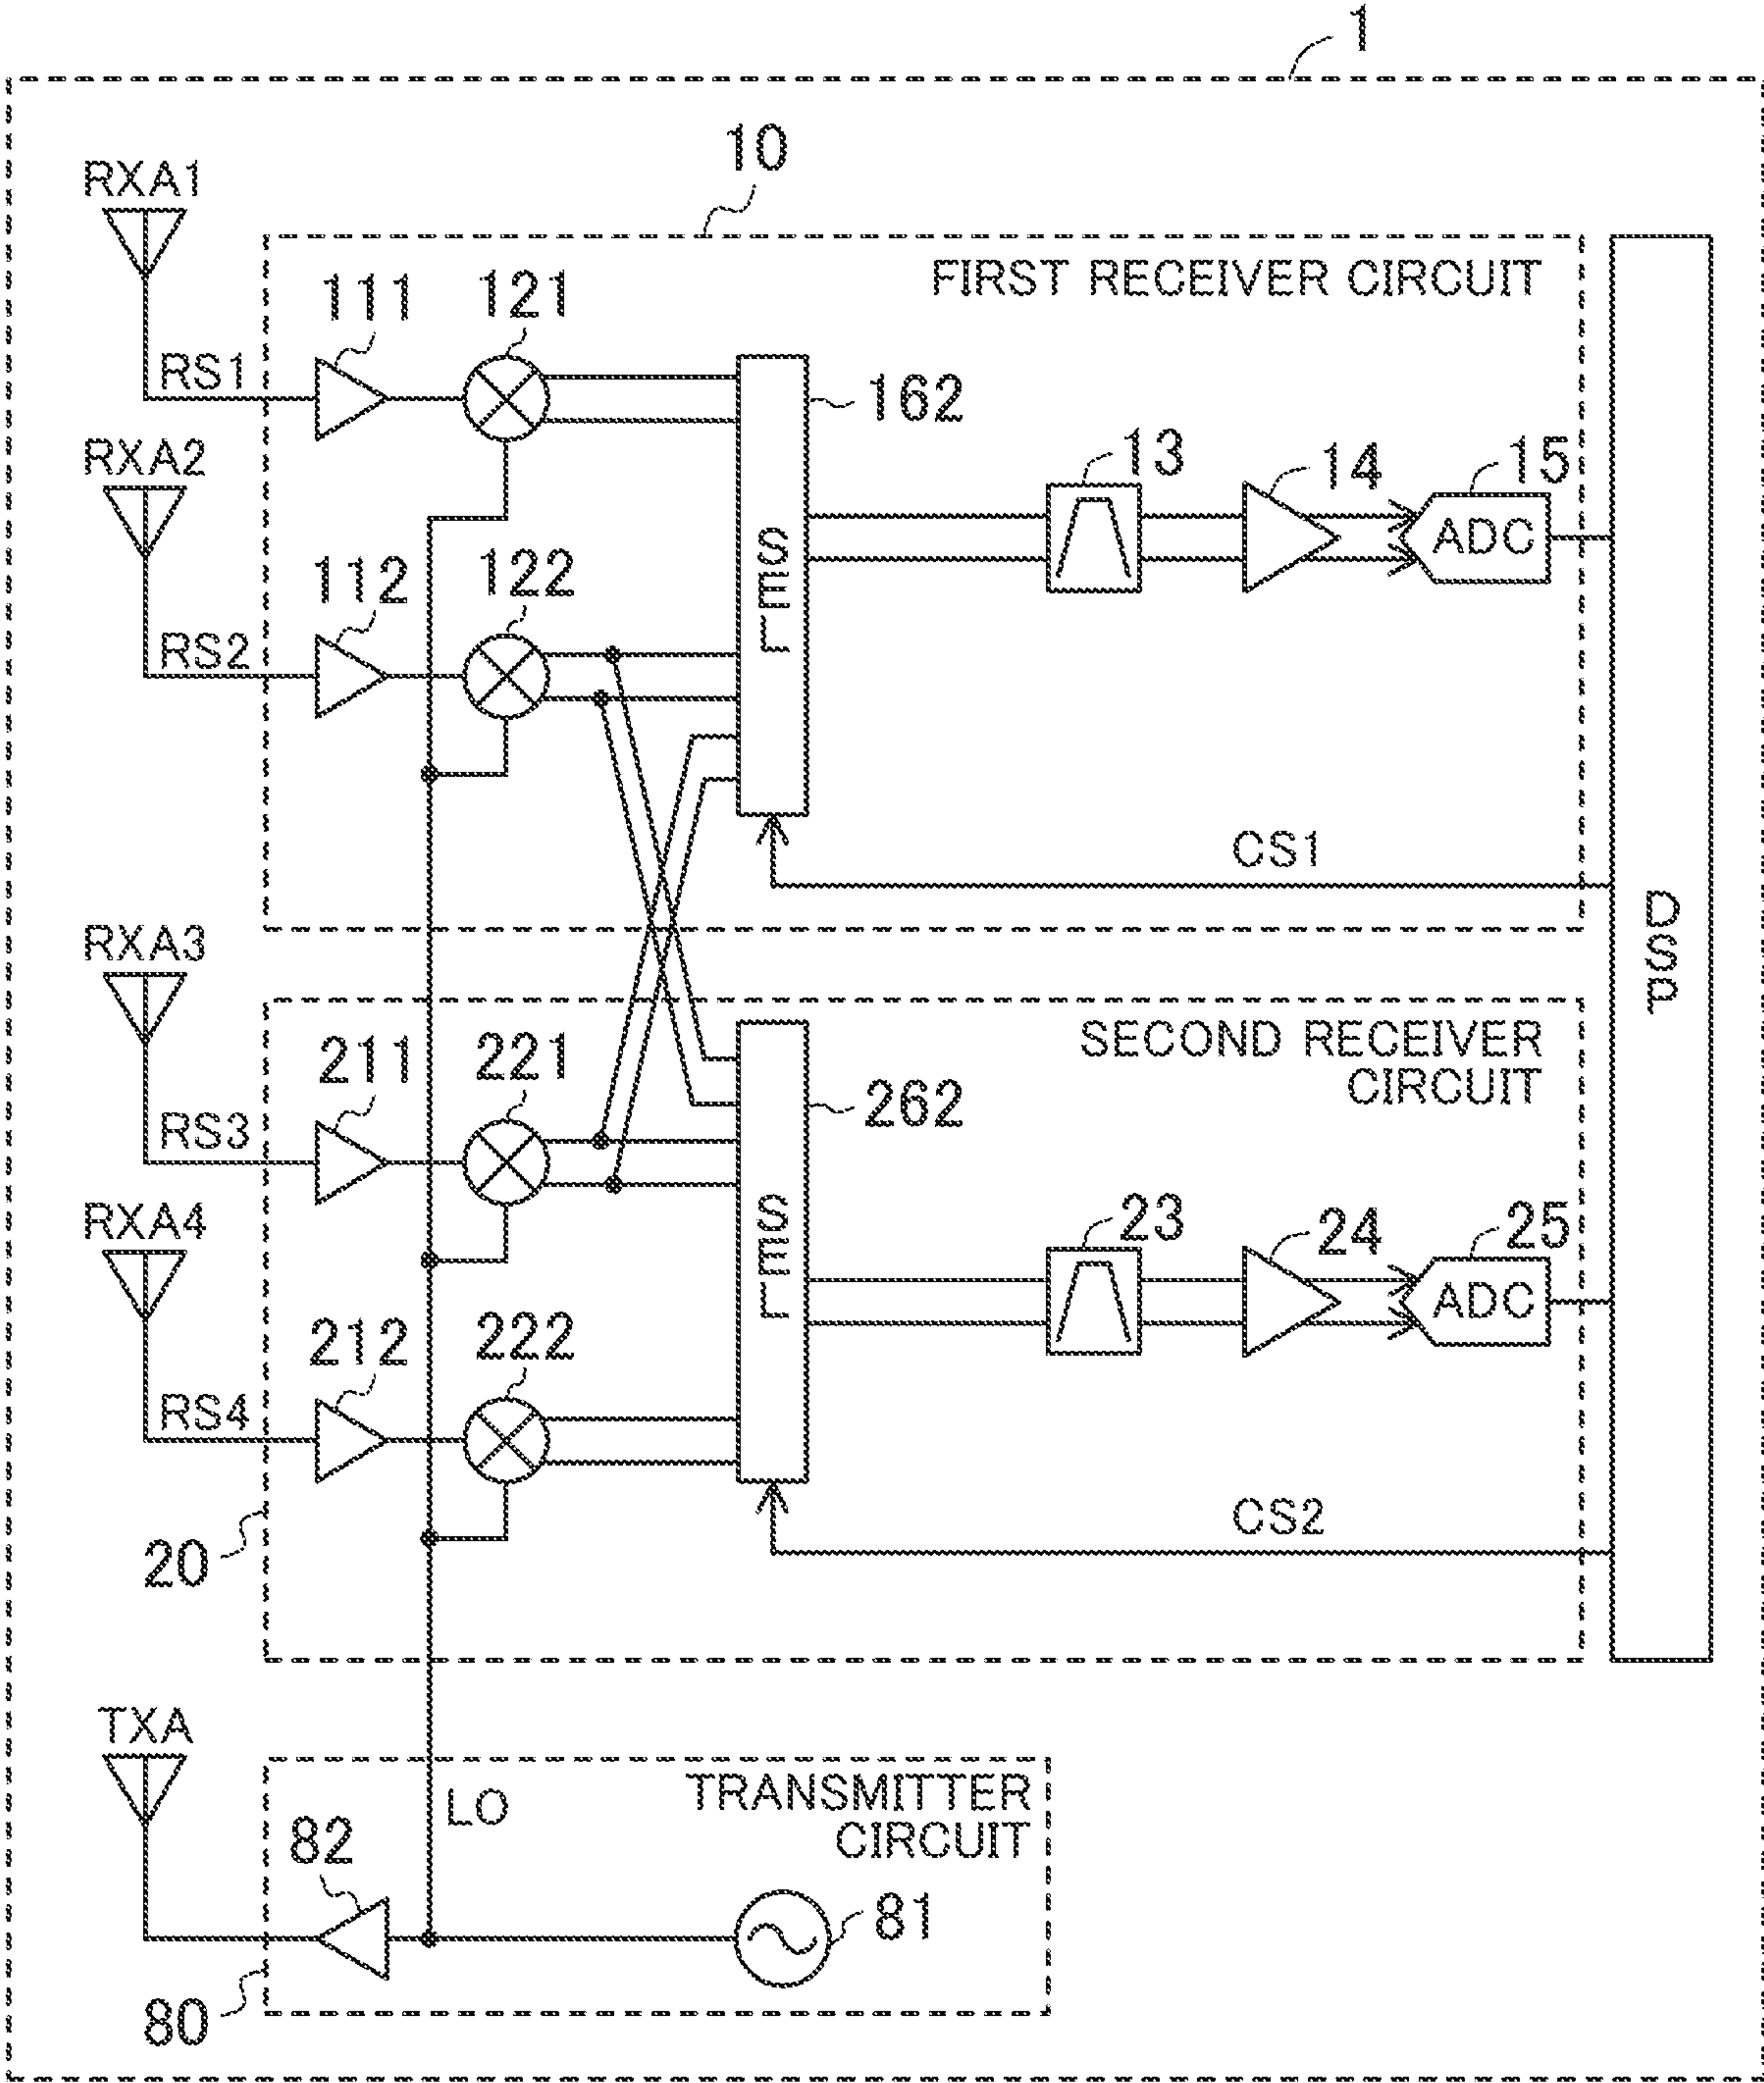 1
10
RXA1
FIRST RECEIVER CIRCUIT
111
121
RS1
162
RXA2
13
14
15
ADC
SEL
112
122
RS2
CS1
DSP
RXA3
SECOND RECEIVER
CIRCUIT
211
221
262
RS3
SEL
RXA4
23
24
25
ADC
212
222
RS4
CS2
20
TXA
TRANSMITTER
CIRCUIT
LO
82
81
80